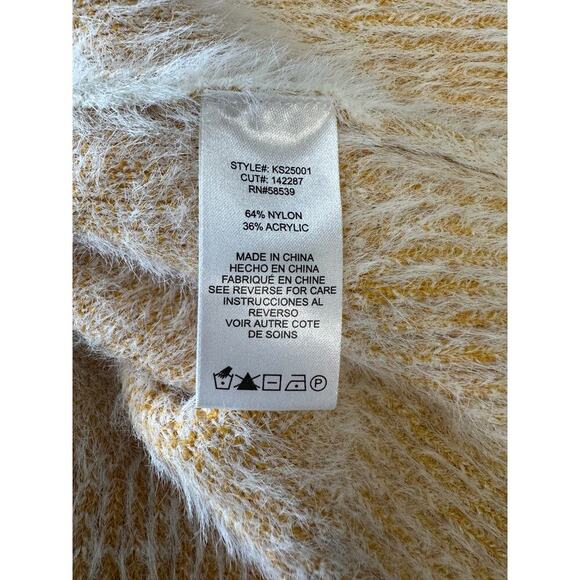 STYLE#: KS25001
CUT#: 142287
RN#58539
64% NYLON
36% ACRYLIC
MADE IN CHINA
HECHO EN CHINA
FABRIQUÉ EN CHINE
SEE REVERSE FOR CARE
INSTRUCCIONES AL
REVERSO
VOIR AUTRE COTE
DE SOINS
P